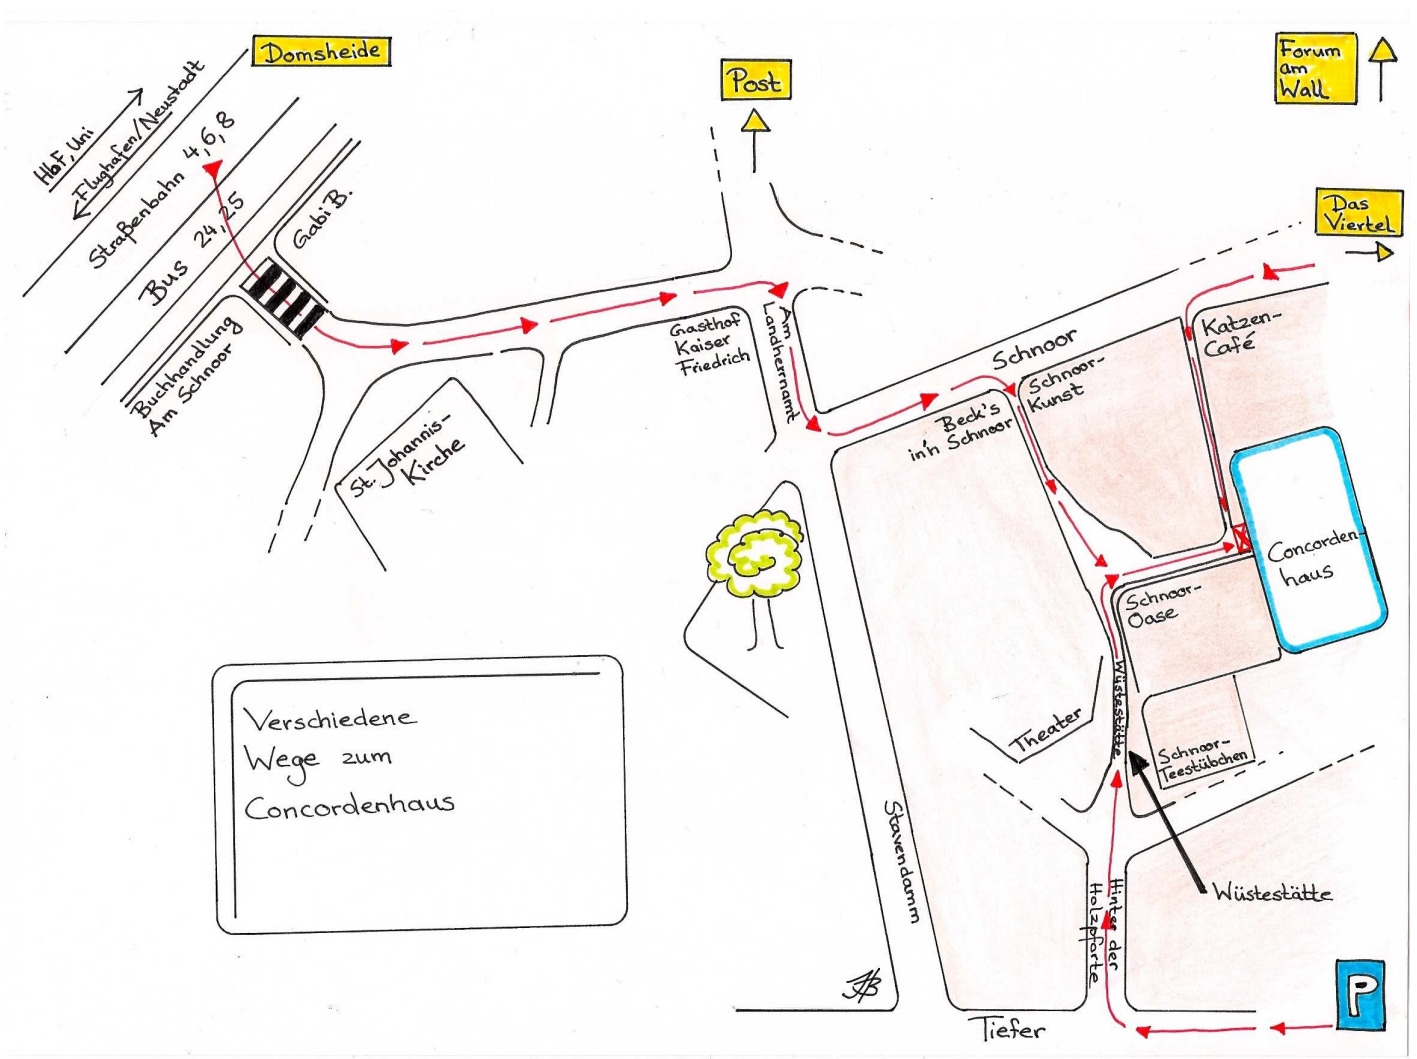 Domsheide
Post
Forum
am
Wall
Das
Viertel
HbF, Uni
Flughafen/Neustadt
Straßenbahn 4,6,8
Bus 24,25
Gabi B.
Buchhandlung
Am Schnoor
St. Johannis-
Kirche
Gasthof
Kaiser
Friedrich
Am
Landherrnamt
Schnoor
Schnoor-
Kunst
Beck's
in'n Schnoor
Katzen-
Café
Concorden-
haus
Schnoor-
Oase
Wüstestätte
Theater
Schnoor-
Teestübchen
Wüstestätte
Stavendamm
Hinter der
Holzpforte
Tiefer
P
Verschiedene
Wege zum
Concordenhaus